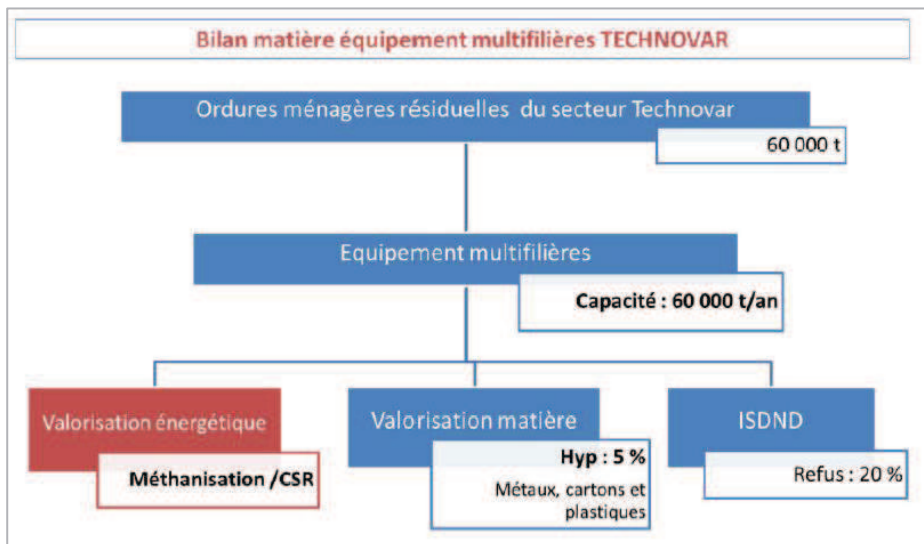 Bilan matière équipement multifilières TECHNOVAR
Ordures ménagères résiduelles du secteur Technovar
60 000 t
Equipement multifilières
Capacité : 60 000 t/an
Valorisation énergétique
Méthanisation /CSR
Valorisation matière
Hyp : 5 %
Métaux, cartons et
plastiques
ISDND
Refus : 20 %